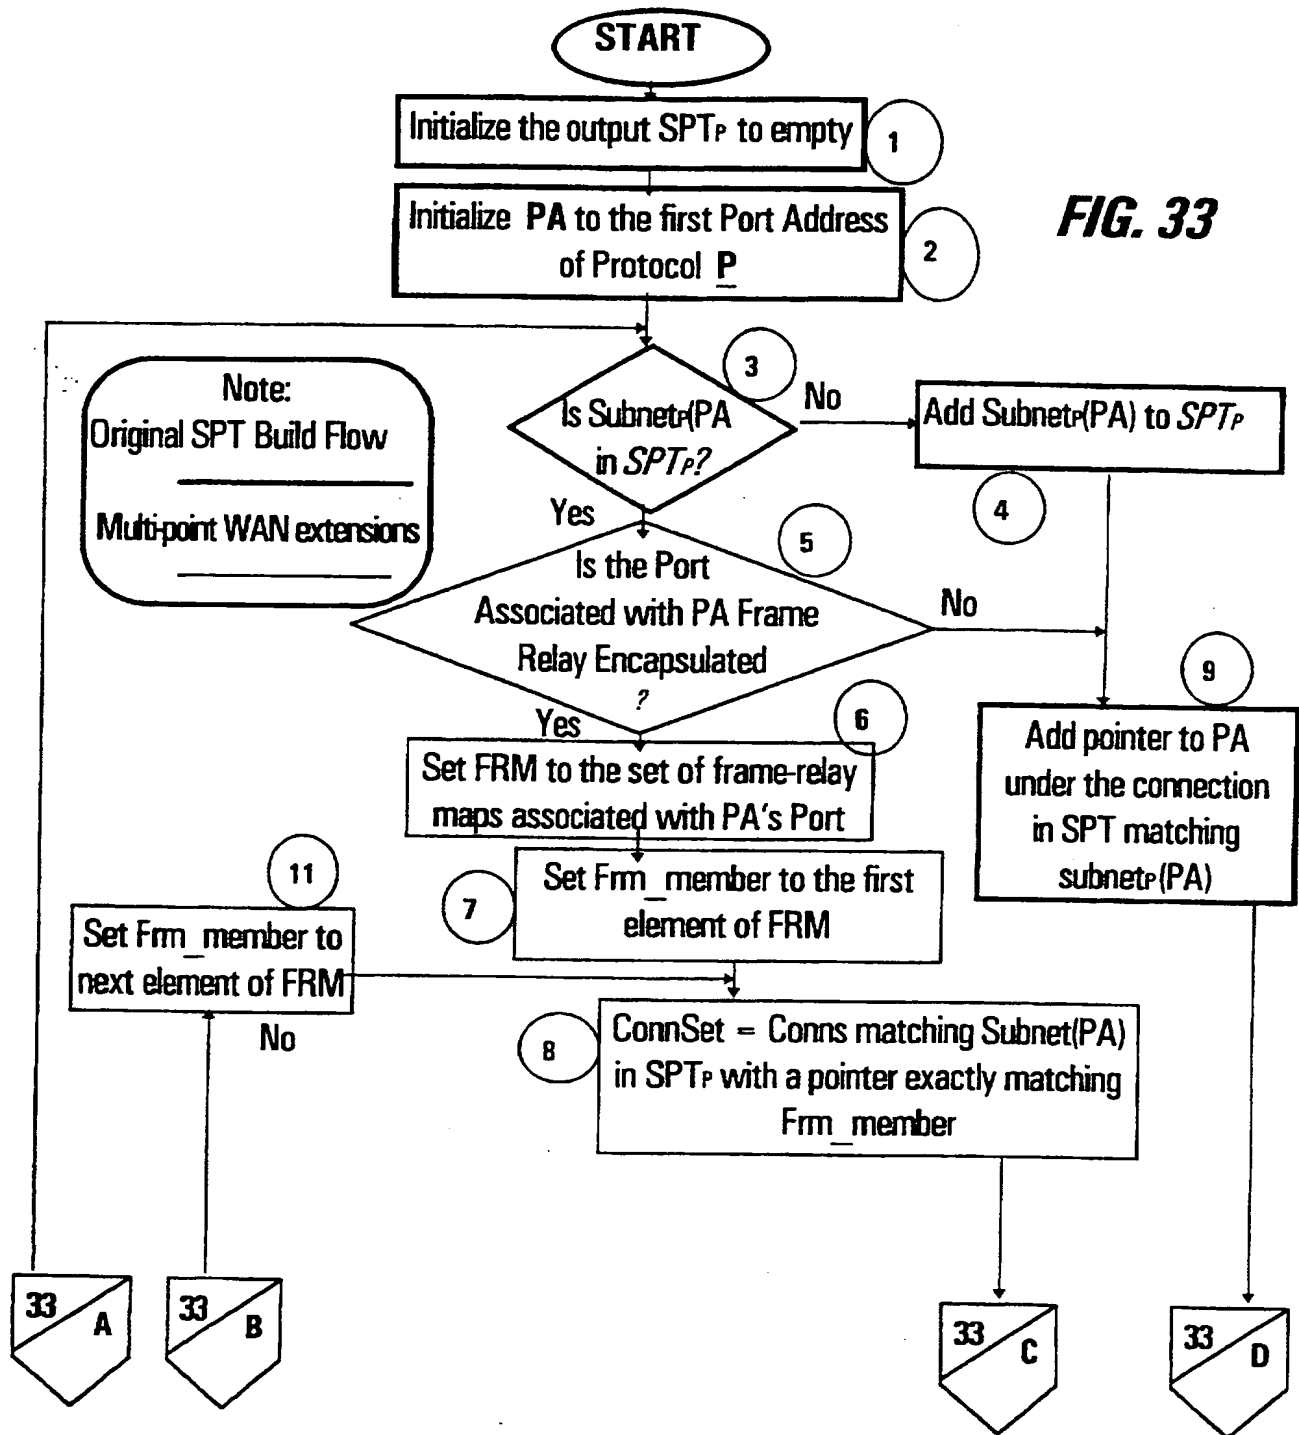 START
Initialize the output SPTP to empty
1
Initialize PA to the first Port Address
of Protocol P
2
FIG. 33
Note:
Original SPT Build Flow
Multi-point WAN extensions
3
Is SubnetP(PA
in SPTP?
No
Add SubnetP(PA) to SPTP
4
Yes
5
Is the Port
Associated with PA Frame
Relay Encapsulated
?
No
Yes
6
Set FRM to the set of frame-relay
maps associated with PA's Port
9
Add pointer to PA
under the connection
in SPT matching
subnetP(PA)
7
Set Frm_member to the first
element of FRM
11
Set Frm_member to
next element of FRM
No
8
ConnSet = Conns matching Subnet(PA)
in SPTP with a pointer exactly matching
Frm_member
33 A
33 B
33 C
33 D